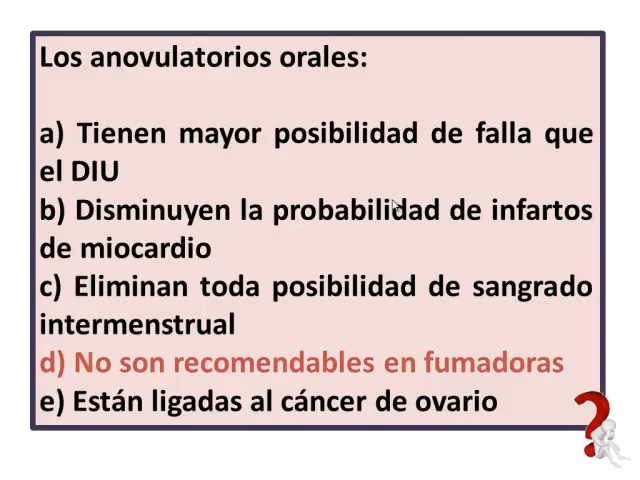 Los anovulatorios orales:
a) Tienen mayor posibilidad de falla que
el DIU
b) Disminuyen la probabilidad de infartos
de miocardio
c) Eliminan toda posibilidad de sangrado
intermenstrual
d) No son recomendables en fumadoras
e) Están ligadas al cáncer de ovario